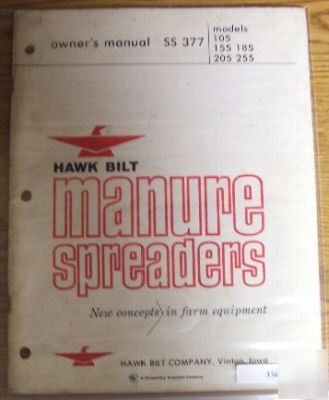 owner's manual SS 377
models
105
155 185
205 255
HAWK BILT
manure
spreaders
New concepts in farm equipment
HAWK BILT COMPANY, Vinton, Iowa
336